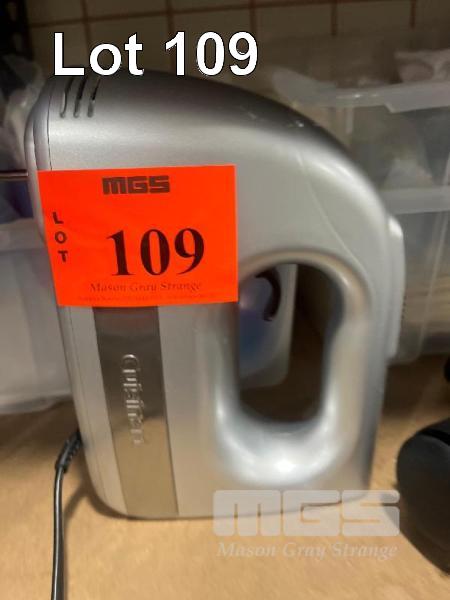 Lot 109
MGS
LOT
109
Mason Gray Strange
Cuisinart
MGS
Mason Gray Strange